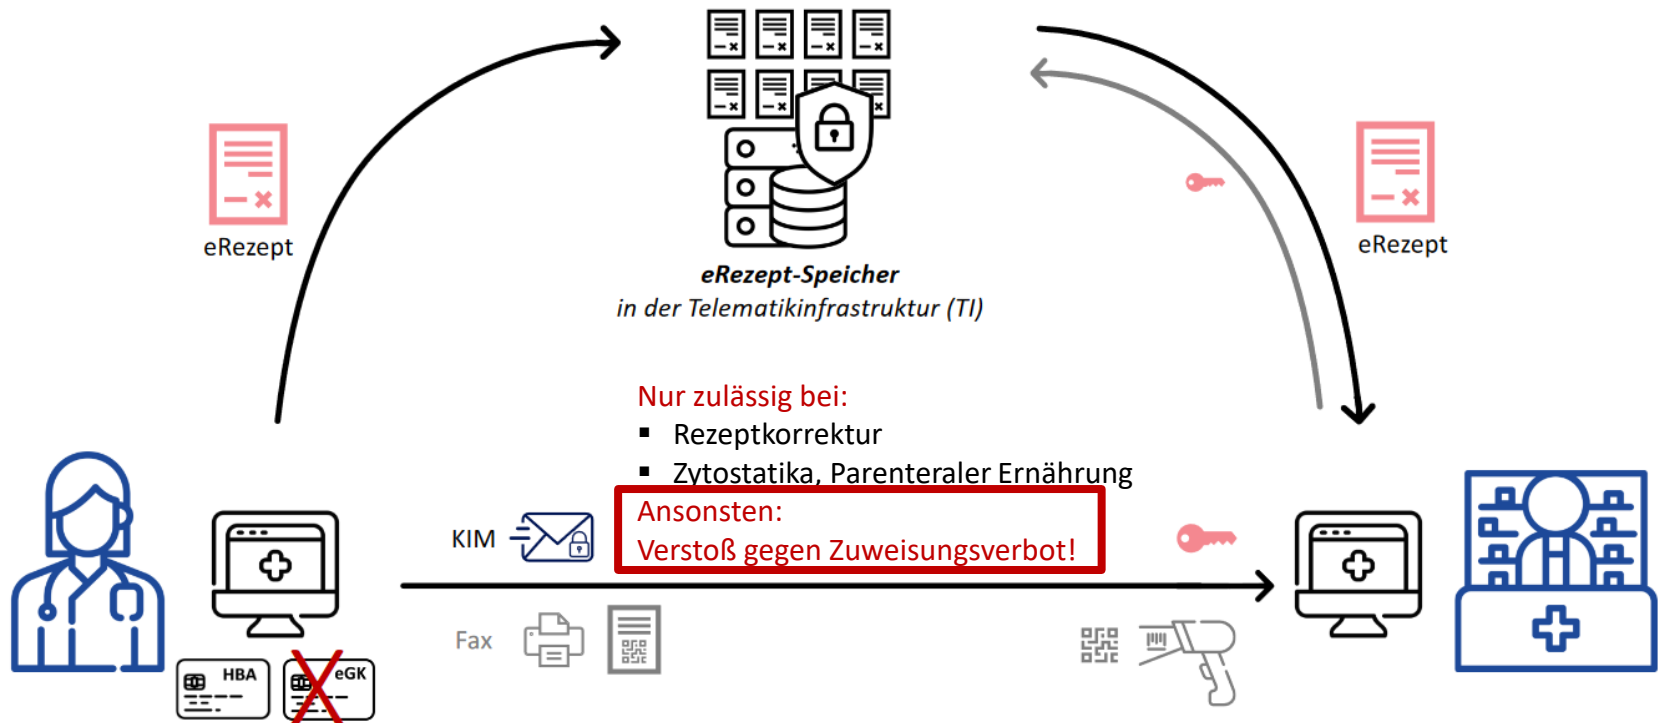 eRezept
eRezept
eRezept-Speicher
in der Telematikinfrastruktur (TI)
Nur zulässig bei:
▪ Rezeptkorrektur
▪ Zytostatika, Parenteraler Ernährung
Ansonsten:
Verstoß gegen Zuweisungsverbot!
KIM
Fax
HBA
eGK